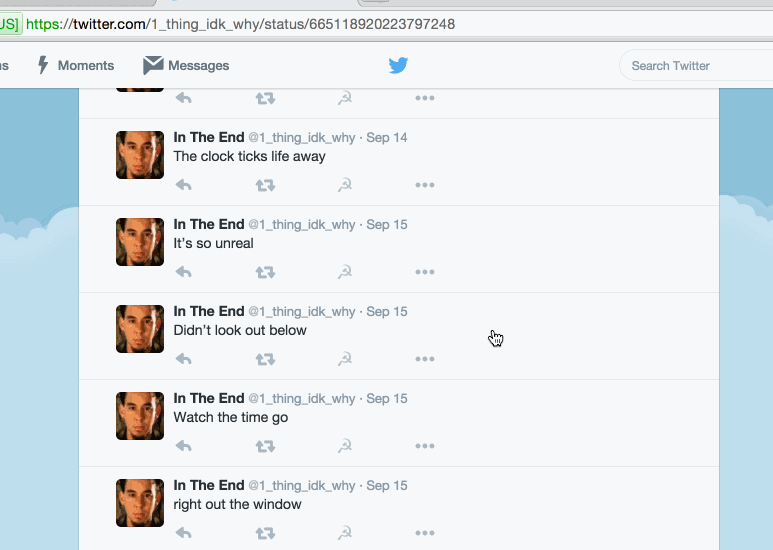 US] https://twitter.com/1_thing_idk_why/status/665118920223797248
ns Moments Messages Search Twitter
In The End @1_thing_idk_why · Sep 14
The clock ticks life away
In The End @1_thing_idk_why · Sep 15
It's so unreal
In The End @1_thing_idk_why · Sep 15
Didn't look out below
In The End @1_thing_idk_why · Sep 15
Watch the time go
In The End @1_thing_idk_why · Sep 15
right out the window